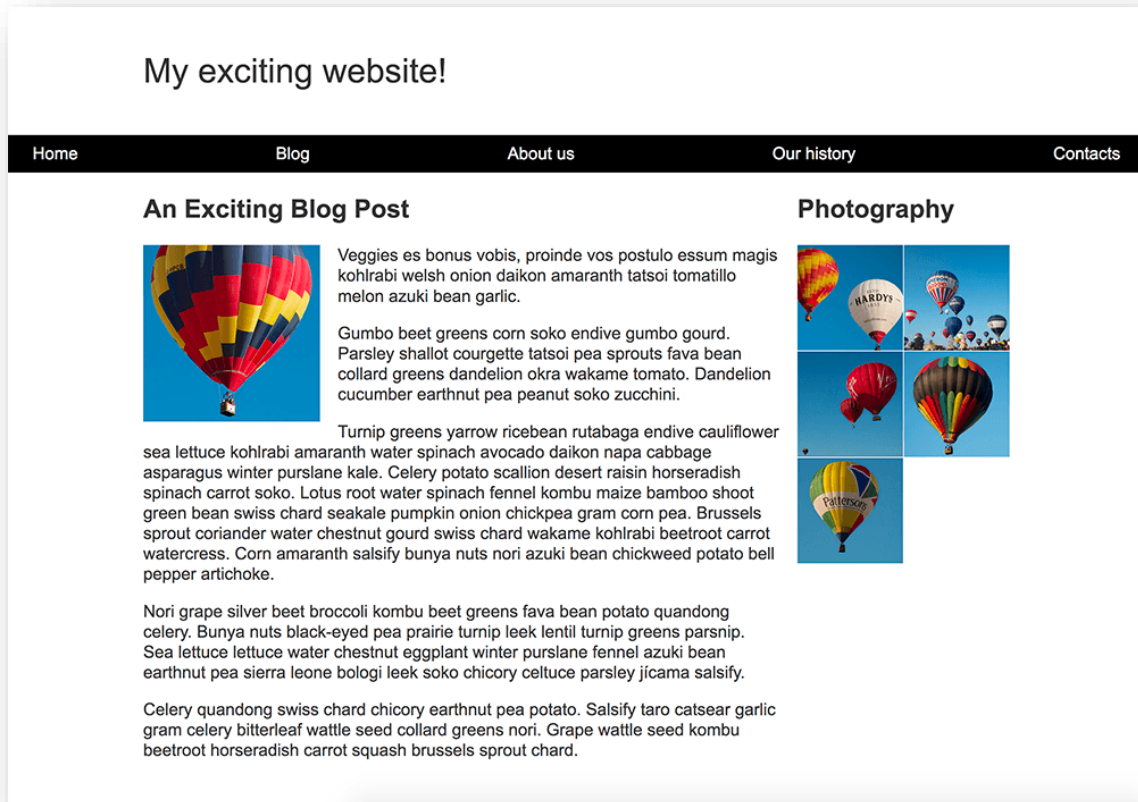 My exciting website!
Home
Blog
About us
Our history
Contacts
An Exciting Blog Post
Veggies es bonus vobis, proinde vos postulo essum magis
kohlrabi welsh onion daikon amaranth tatsoi tomatillo
melon azuki bean garlic.
Gumbo beet greens corn soko endive gumbo gourd.
Parsley shallot courgette tatsoi pea sprouts fava bean
collard greens dandelion okra wakame tomato. Dandelion
cucumber earthnut pea peanut soko zucchini.
Turnip greens yarrow ricebean rutabaga endive cauliflower
sea lettuce kohlrabi amaranth water spinach avocado daikon napa cabbage
asparagus winter purslane kale. Celery potato scallion desert raisin horseradish
spinach carrot soko. Lotus root water spinach fennel kombu maize bamboo shoot
green bean swiss chard seakale pumpkin onion chickpea gram corn pea. Brussels
sprout coriander water chestnut gourd swiss chard wakame kohlrabi beetroot carrot
watercress. Corn amaranth salsify bunya nuts nori azuki bean chickweed potato bell
pepper artichoke.
Nori grape silver beet broccoli kombu beet greens fava bean potato quandong
celery. Bunya nuts black-eyed pea prairie turnip leek lentil turnip greens parsnip.
Sea lettuce lettuce water chestnut eggplant winter purslane fennel azuki bean
earthnut pea sierra leone bologi leek soko chicory celtuce parsley jícama salsify.
Celery quandong swiss chard chicory earthnut pea potato. Salsify taro catsear garlic
gram celery bitterleaf wattle seed collard greens nori. Grape wattle seed kombu
beetroot horseradish carrot squash brussels sprout chard.
Photography
HARDYS
Pattersons